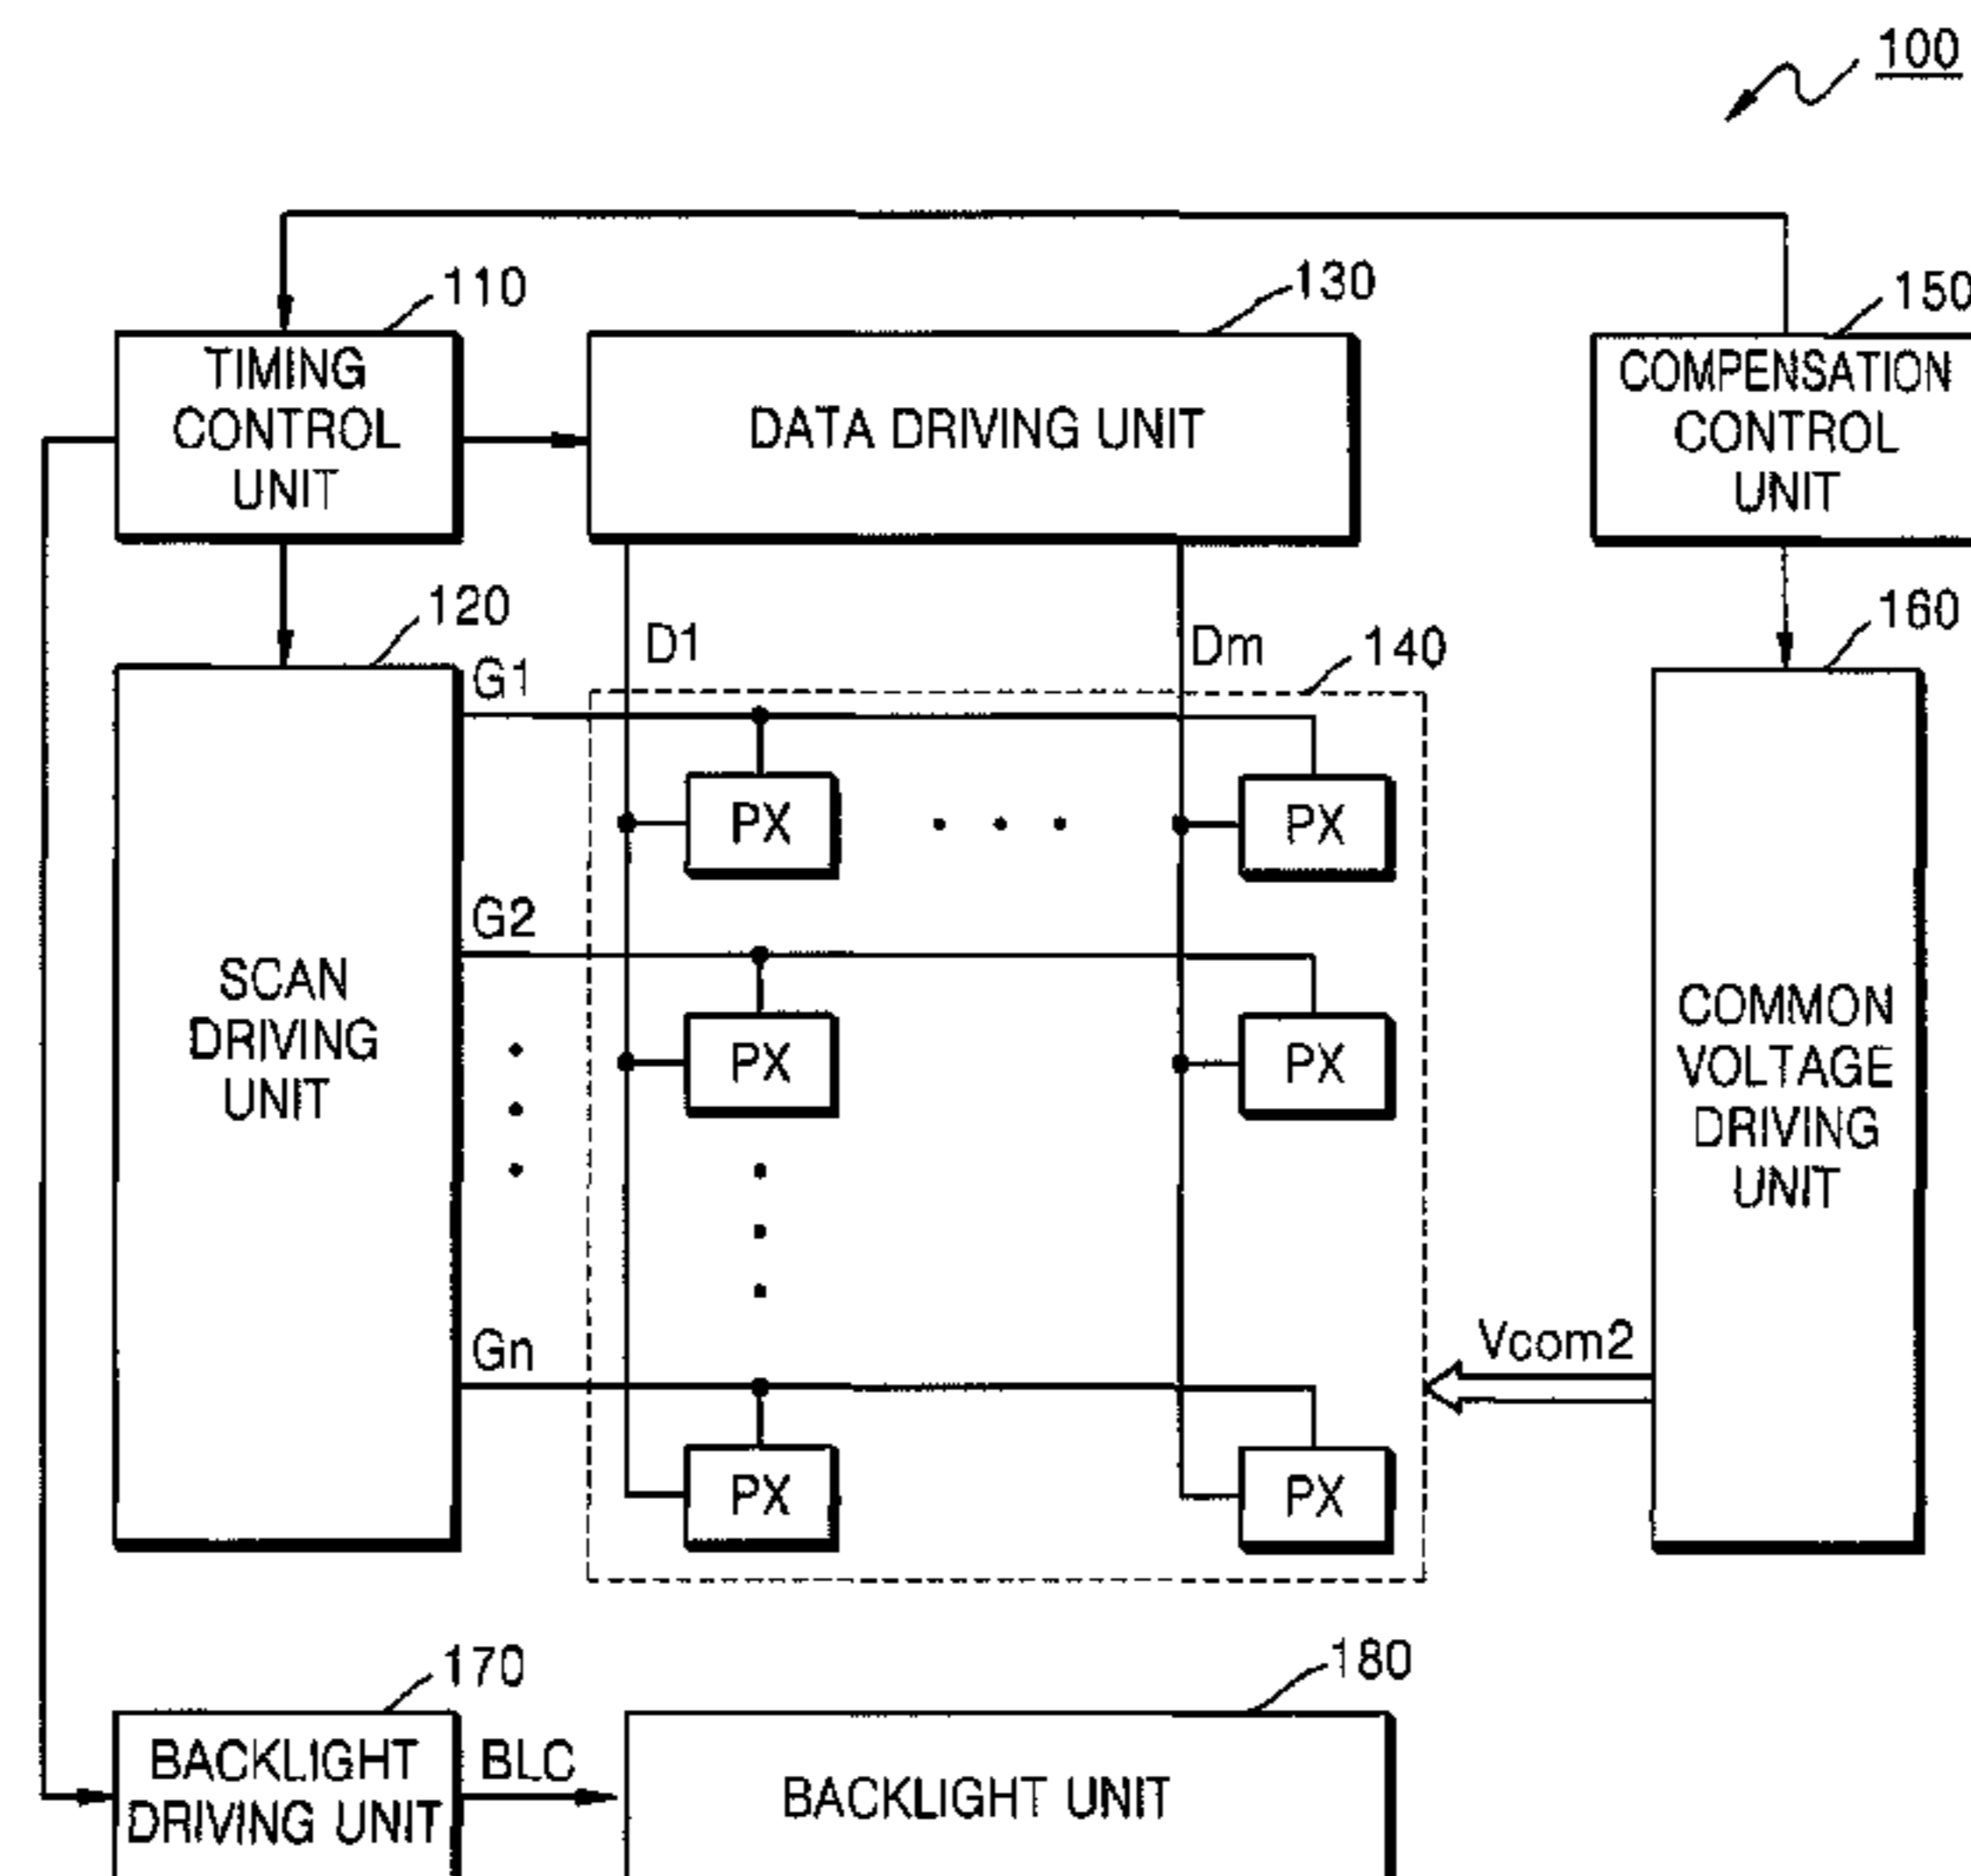 100
110
130
150
TIMING
CONTROL
UNIT
DATA DRIVING UNIT
COMPENSATION
CONTROL
UNIT
120
D1
Dm
140
160
G1
PX
PX
G2
SCAN
DRIVING
UNIT
PX
PX
COMMON
VOLTAGE
DRIVING
UNIT
Vcom2
Gn
PX
PX
170
180
BACKLIGHT
DRIVING UNIT
BLC
BACKLIGHT UNIT